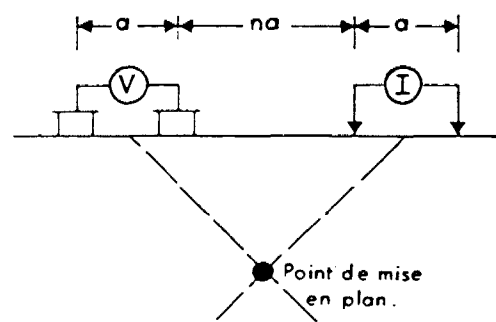 a na a
V I
Point de mise
en plan.